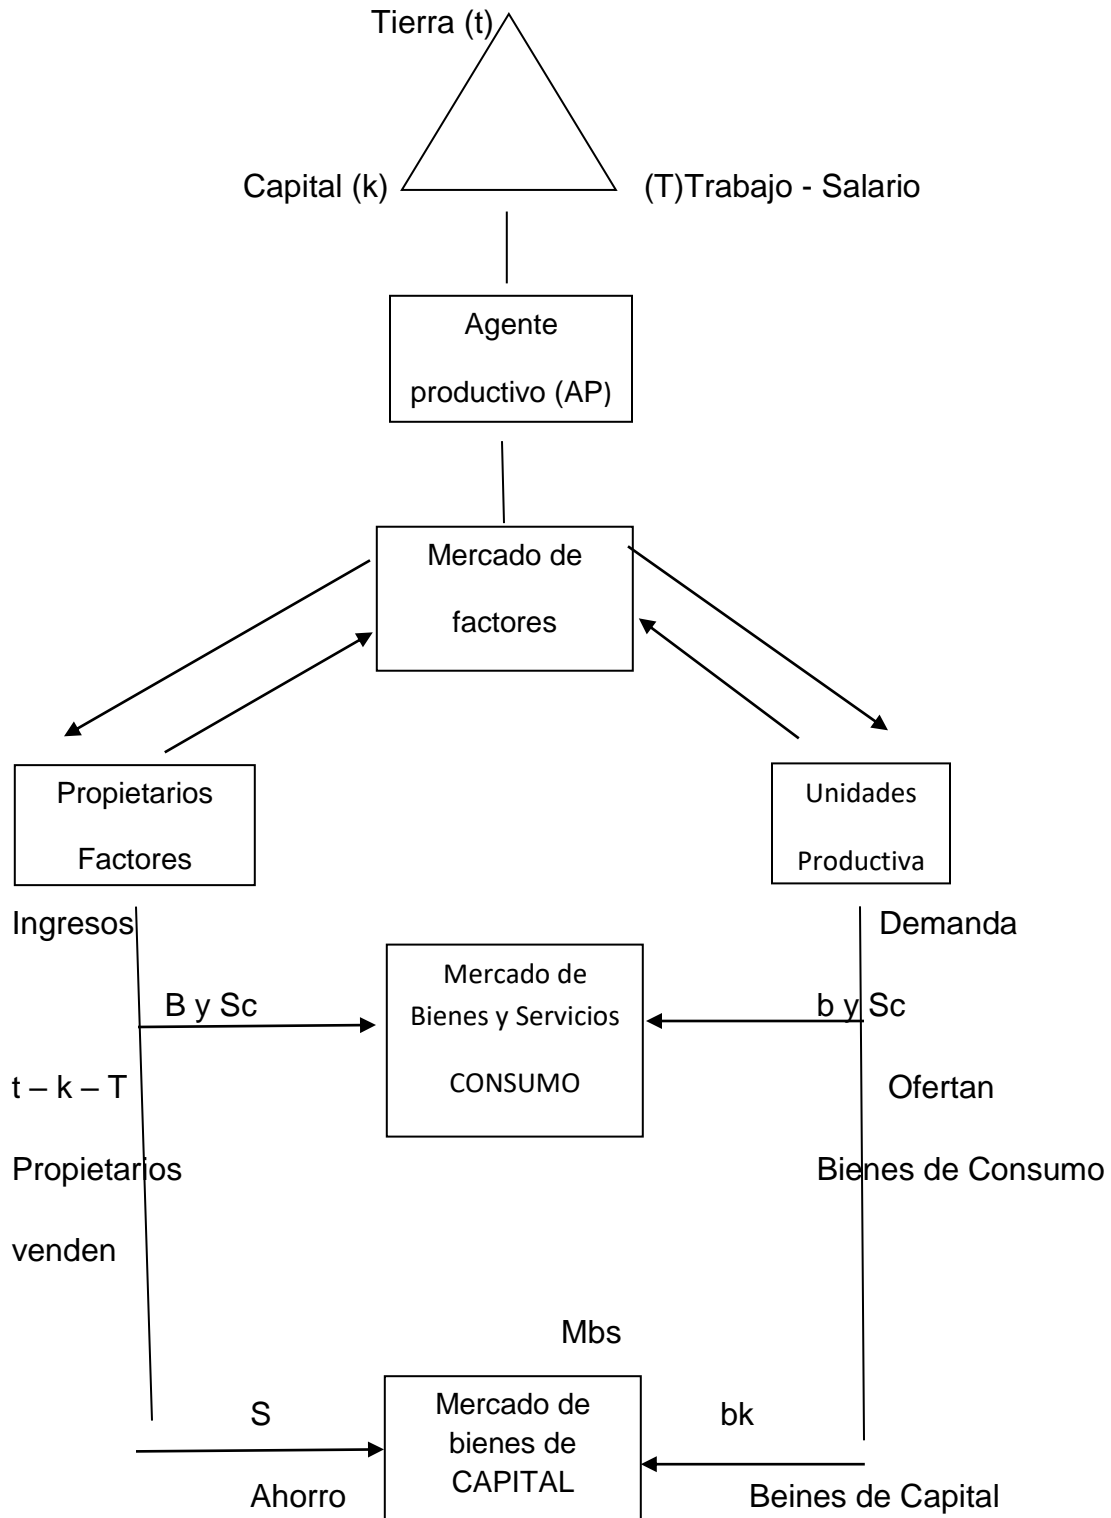 Tierra (t)
Capital (k)
(T)Trabajo - Salario
Agente
productivo (AP)
Mercado de
factores
Propietarios
Factores
Unidades
Productiva
Ingresos
Demanda
B y Sc
Mercado de
Bienes y Servicios
CONSUMO
b y Sc
t – k – T
Ofertan
Propietarios
Bienes de Consumo
venden
Mbs
S
Mercado de
bienes de
CAPITAL
bk
Ahorro
Beines de Capital